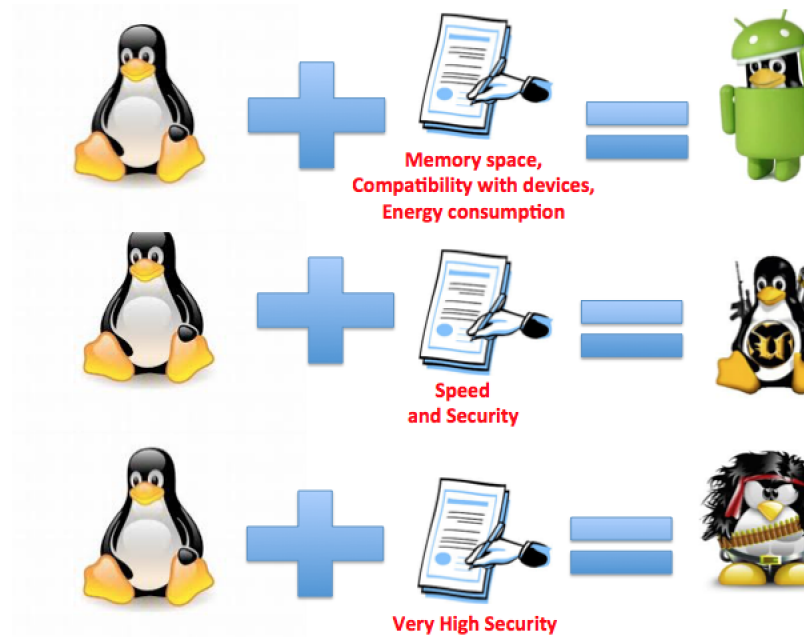 Memory space,
Compatibility with devices,
Energy consumption
U
Speed
and Security
Very High Security